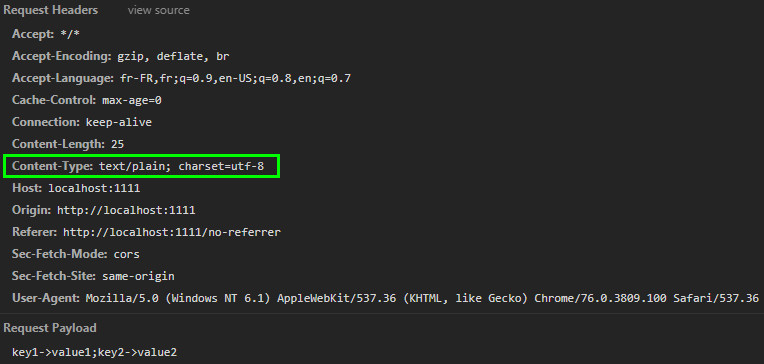 Request Headers view source
Accept: */*
Accept-Encoding: gzip, deflate, br
Accept-Language: fr-FR,fr;q=0.9,en-US;q=0.8,en;q=0.7
Cache-Control: max-age=0
Connection: keep-alive
Content-Length: 25
Content-Type: text/plain; charset=utf-8
Host: localhost:1111
Origin: http://localhost:1111
Referer: http://localhost:1111/no-referrer
Sec-Fetch-Mode: cors
Sec-Fetch-Site: same-origin
User-Agent: Mozilla/5.0 (Windows NT 6.1) AppleWebKit/537.36 (KHTML, like Gecko) Chrome/76.0.3809.100 Safari/537.36
Request Payload
key1->value1;key2->value2